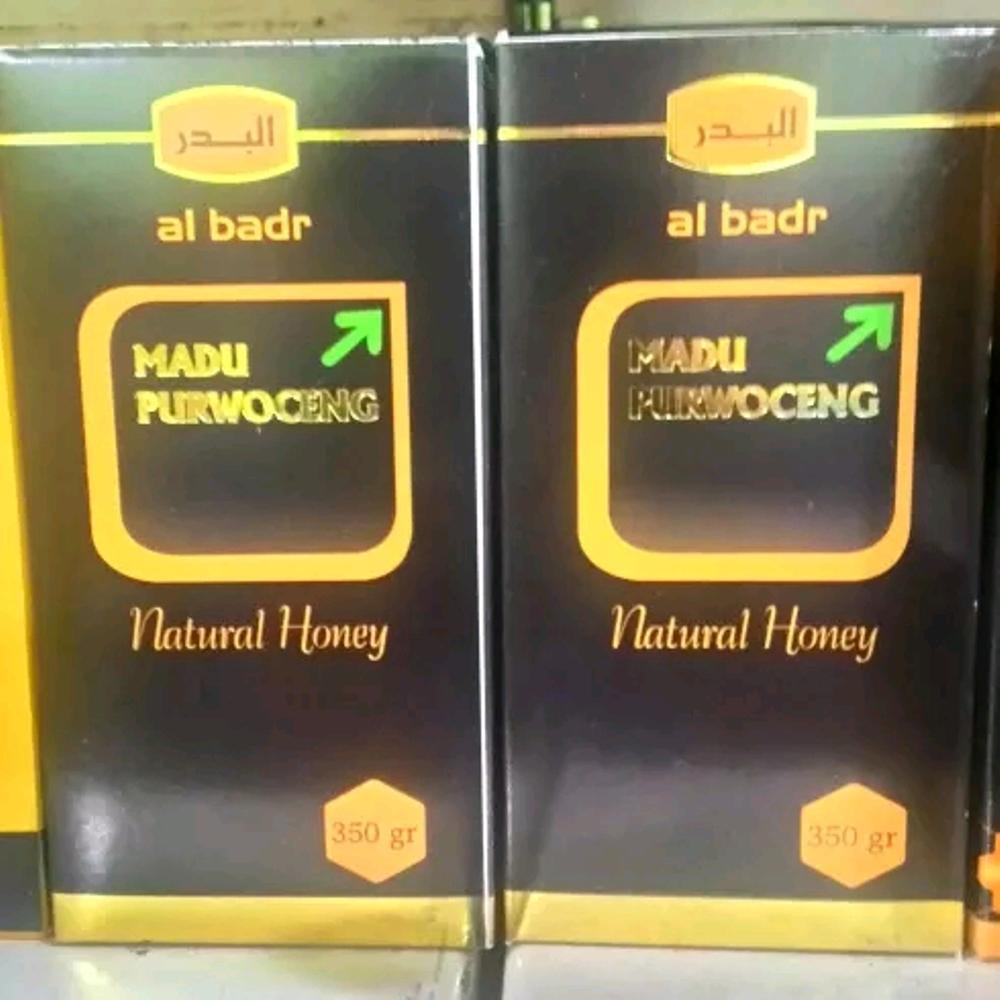 البدر
al badr
MADU
PURWOCENG
Natural Honey
350 gr
البدر
al badr
MADU
PURWOCENG
Natural Honey
350 gr